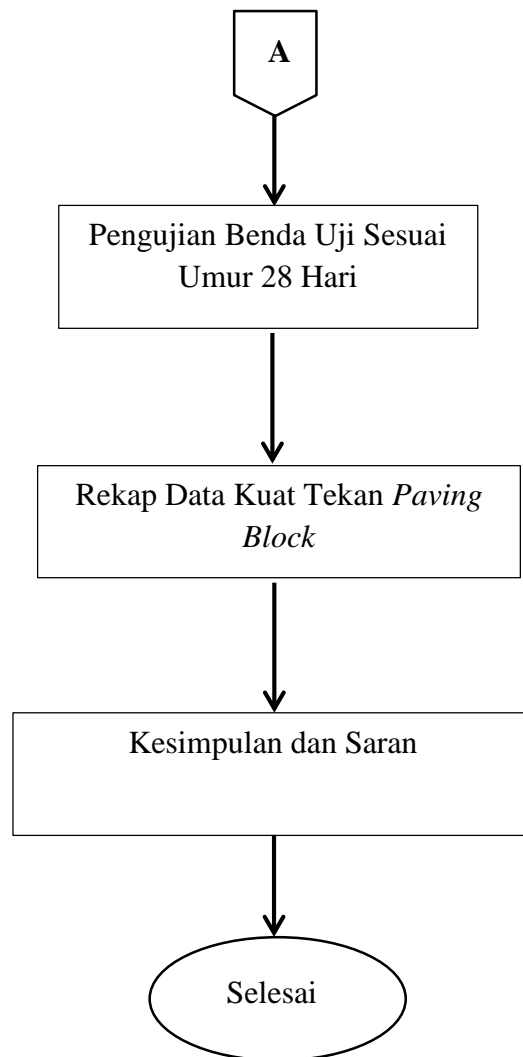 A
Pengujian Benda Uji Sesuai
Umur 28 Hari
Rekap Data Kuat Tekan Paving
Block
Kesimpulan dan Saran
Selesai